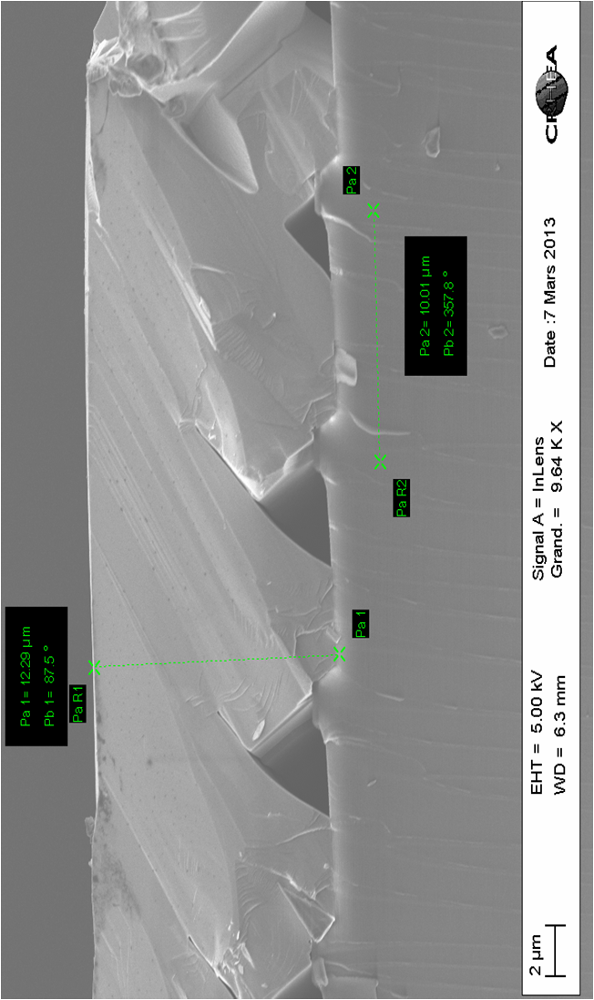 Pa 1 = 12.29 µm
Pb 1 = 87.5 °
Pa R1
Pa 1
Pa 2
Pa 2 = 10.01 µm
Pb 2 = 357.8 °
Pa R2
2 µm
EHT = 5.00 kV
WD = 6.3 mm
Signal A = InLens
Grand. = 9.64 K X
Date :7 Mars 2013
CRHEA